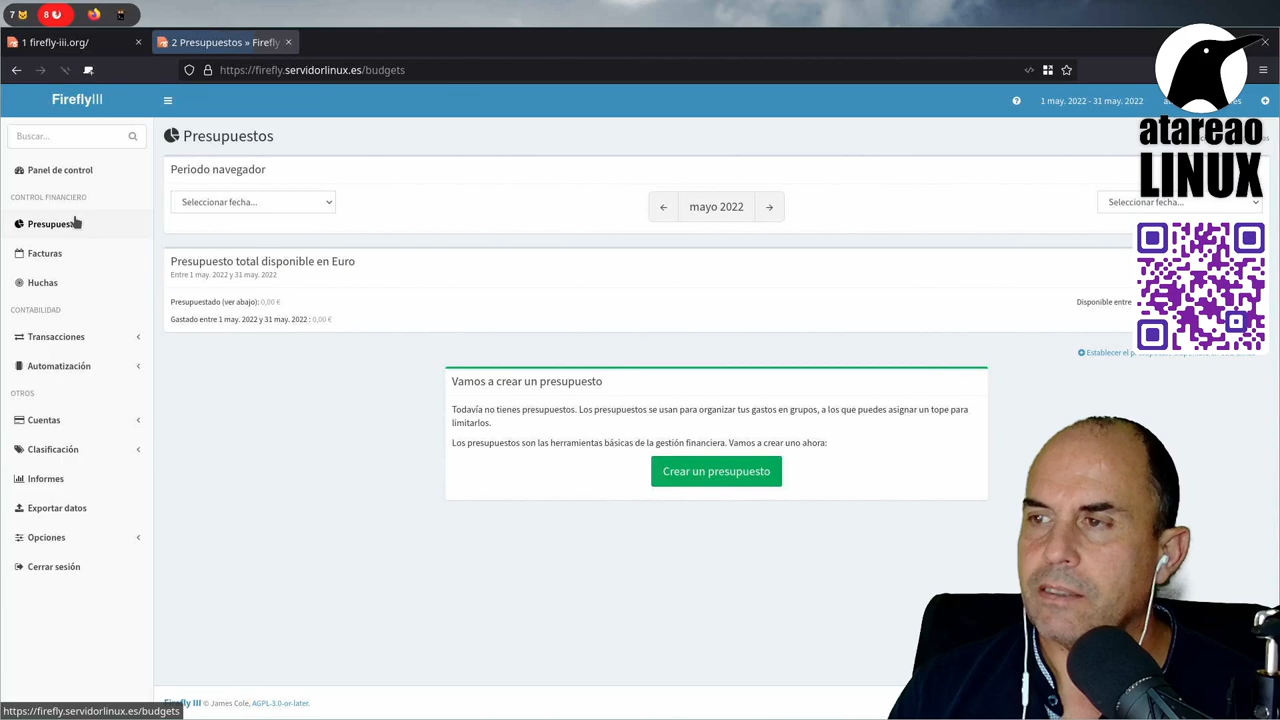 7
8
1 firefly-iii.org/
2 Presupuestos » Firefly
https://firefly.servidorlinux.es/budgets
FireflyIII
1 may. 2022 - 31 may. 2022
atareao
LINUX
Buscar...
Panel de control
CONTROL FINANCIERO
Facturas
Huchas
CONTABILIDAD
Transacciones
Automatización
OTROS
Cuentas
Clasificación
Informes
Exportar datos
Opciones
Cerrar sesión
Presupuestos
Periodo navegador
Seleccionar fecha...
mayo 2022
Seleccionar fecha...
Presupuesto total disponible en Euro
Entre 1 may. 2022 y 31 may. 2022
Presupuestado (ver abajo): 0,00 €
Disponible entre
Gastado entre 1 may. 2022 y 31 may. 2022 : 0,00 €
Establecer el
Vamos a crear un presupuesto
Todavía no tienes presupuestos. Los presupuestos se usan para organizar tus gastos en grupos, a los que puedes asignar un tope para
limitarlos.
Los presupuestos son las herramientas básicas de la gestión financiera. Vamos a crear uno ahora:
Crear un presupuesto
Firefly III © James Cole, AGPL-3.0-or-later.
https://firefly.servidorlinux.es/budgets